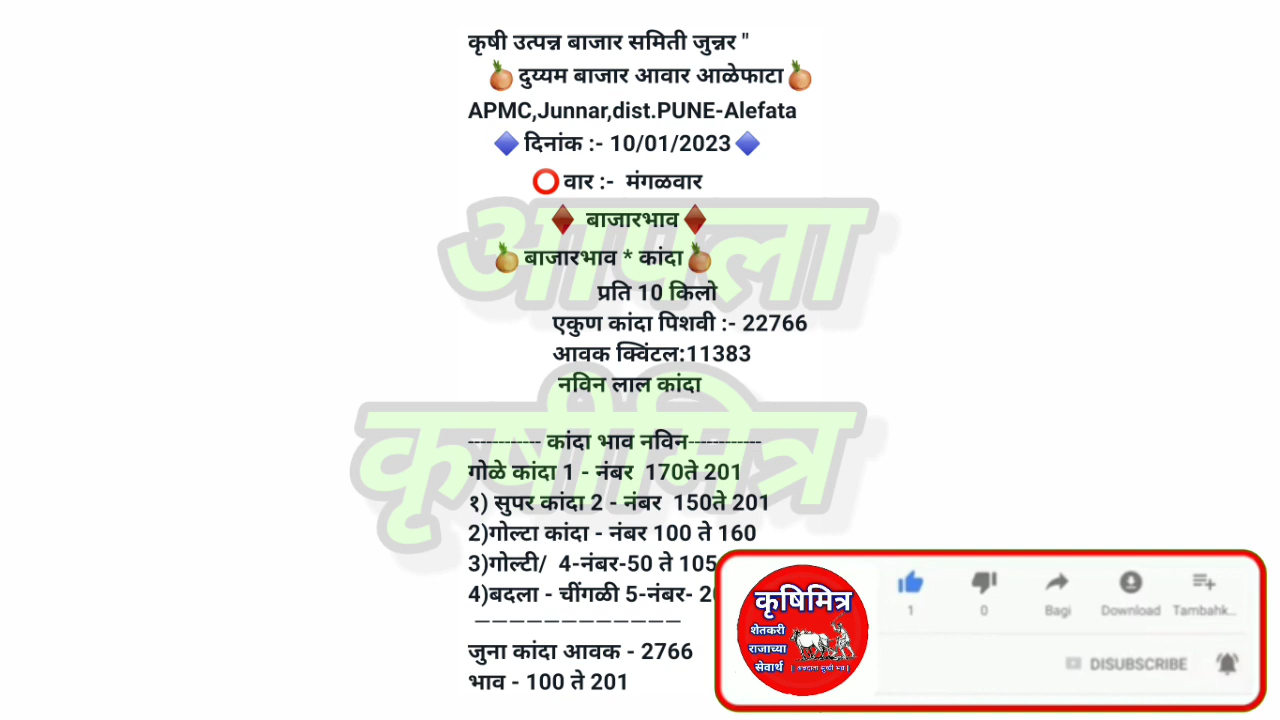 कृषी उत्पन्न बाजार समिती जुन्नर "
दुय्यम बाजार आवार आळेफाटा
APMC,Junnar,dist.PUNE-Alefata
दिनांक :- 10/01/2023
वार :- मंगळवार
बाजारभाव
बाजारभाव * कांदा
प्रति 10 किलो
एकुण कांदा पिशवी :- 22766
आवक क्विंटल:11383
नविन लाल कांदा
------------ कांदा भाव नविन------------
गोळे कांदा 1 - नंबर 170ते 201
१) सुपर कांदा 2 - नंबर 150ते 201
2)गोल्टा कांदा - नंबर 100 ते 160
3)गोल्टी/ 4-नंबर-50 ते 105
4)बदला - चींगळी 5-नंबर-
————————————
जुना कांदा आवक - 2766
भाव - 100 ते 201
आपला
कृषीमित्र
कृषिमित्र
शेतकरी
राजाच्या
सेवार्थ
1 0 Bagi Download Tambahk...
DISUBSCRIBE